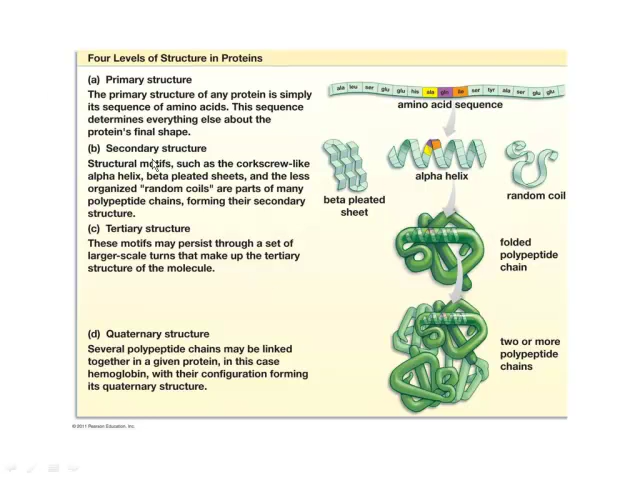 Four Levels of Structure in Proteins
(a) Primary structure
The primary structure of any protein is simply
its sequence of amino acids. This sequence
determines everything else about the
protein's final shape.
ala leu ser glu glu his ala gln ile ser tyr ala ser glu glu
amino acid sequence
(b) Secondary structure
Structural motifs, such as the corkscrew-like
alpha helix, beta pleated sheets, and the less
organized "random coils" are parts of many
polypeptide chains, forming their secondary
structure.
beta pleated
sheet
alpha helix
random coil
(c) Tertiary structure
These motifs may persist through a set of
larger-scale turns that make up the tertiary
structure of the molecule.
folded
polypeptide
chain
(d) Quaternary structure
Several polypeptide chains may be linked
together in a given protein, in this case
hemoglobin, with their configuration forming
its quaternary structure.
two or more
polypeptide
chains
© 2011 Pearson Education, Inc.